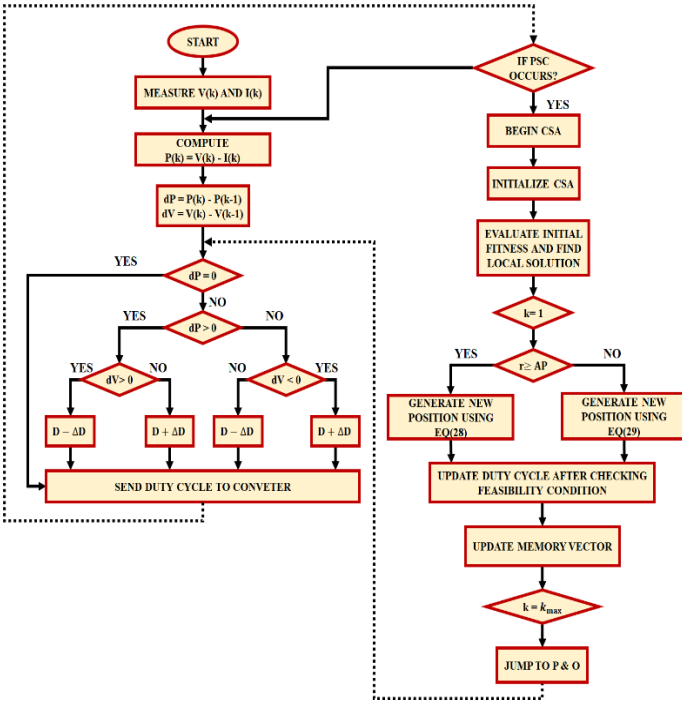 START
MEASURE V(k) AND I(k)
COMPUTE
P(k) = V(k) - I(k)
dP = P(k) - P(k-1)
dV = V(k) - V(k-1)
YES
dP = 0
NO
YES
dP > 0
NO
YES
dV> 0
NO
NO
dV < 0
YES
D − ΔD
D + ΔD
D − ΔD
D + ΔD
SEND DUTY CYCLE TO CONVETER
IF PSC
OCCURS?
YES
BEGIN CSA
INITIALIZE CSA
EVALUATE INITIAL
FITNESS AND FIND
LOCAL SOLUTION
k= 1
YES
r≥ AP
NO
GENERATE NEW
POSITION USING
EQ(28)
GENERATE NEW
POSITION USING
EQ(29)
UPDATE DUTY CYCLE AFTER CHECKING
FEASIBILITY CONDITION
UPDATE MEMORY VECTOR
k = kmax
JUMP TO P & O